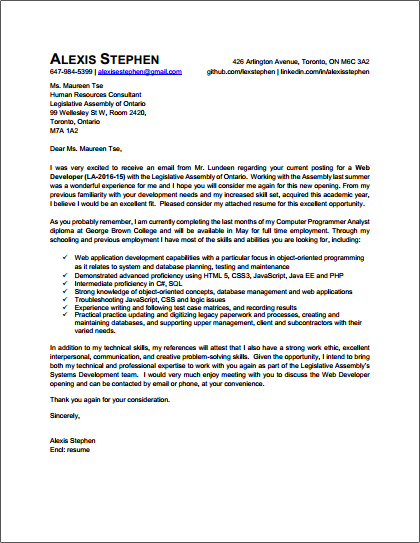 ALEXIS STEPHEN 426 Arlington Avenue, Toronto, ON M6C 3A2
647-984-5399 | alexisestephen@gmail.com github.com/lexstephen | linkedin.com/in/alexisstephen
Ms. Maureen Tse
Human Resources Consultant
Legislative Assembly of Ontario
99 Wellesley St W, Room 2420,
Toronto, Ontario
M7A 1A2
Dear Ms. Maureen Tse,
I was very excited to receive an email from Mr. Lundeen regarding your current posting for a Web
Developer (LA-2016-15) with the Legislative Assembly of Ontario. Working with the Assembly last summer
was a wonderful experience for me and I hope you will consider me again for this new opening. From my
previous familiarity with your development needs and my increased skill set, acquired this academic year,
I believe I would be an excellent fit. Please consider my attached resume for this excellent opportunity.
As you probably remember, I am currently completing the last months of my Computer Programmer Analyst
diploma at George Brown College and will be available in May for full time employment. Through my
schooling and previous employment I have most of the skills and abilities you are looking for, including:
✓ Web application development capabilities with a particular focus in object-oriented programming
as it relates to system and database planning, testing and maintenance
✓ Demonstrated advanced proficiency using HTML 5, CSS3, JavaScript, Java EE and PHP
✓ Intermediate proficiency in C#, SQL
✓ Strong knowledge of object-oriented concepts, database management and web applications
✓ Troubleshooting JavaScript, CSS and logic issues
✓ Experience writing and following test case matrices, and recording results
✓ Practical practice updating and digitizing legacy paperwork and processes, creating and
maintaining databases, and supporting upper management, client and subcontractors with their
varied needs.
In addition to my technical skills, my references will attest that I also have a strong work ethic, excellent
interpersonal, communication, and creative problem-solving skills. Given the opportunity, I intend to bring
both my technical and professional expertise to work with you again as part of the Legislative Assembly's
Systems Development team. I would very much enjoy meeting with you to discuss the Web Developer
opening and can be contacted by email or phone, at your convenience.
Thank you again for your consideration.
Sincerely,
Alexis Stephen
Encl: resume